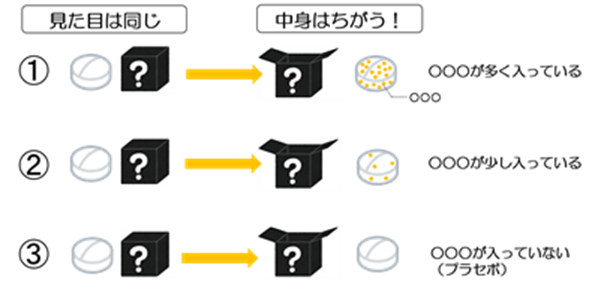 見た目は同じ
中身はちがう！
① ? ? 〇〇〇が多く入っている
〇〇〇
② ? ? 〇〇〇が少し入っている
③ ? ? 〇〇〇が入っていない
（プラセボ）